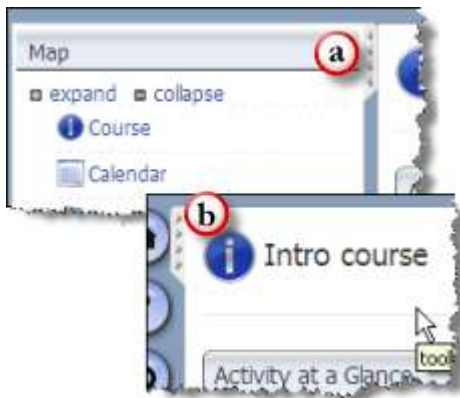 Map
a
expand collapse
Course
Calendar
b
Intro course
Activity at a Glance